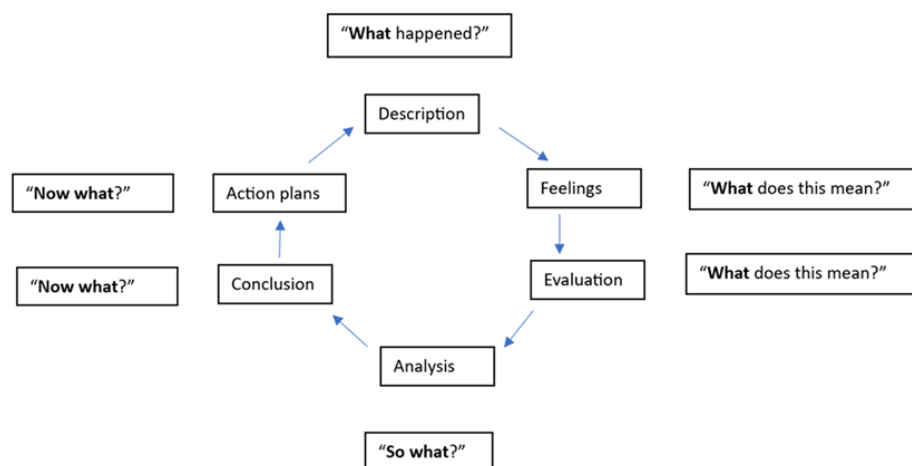 “What happened?”
Description
“Now what?”
Action plans
Feelings
“What does this mean?”
“Now what?”
Conclusion
Evaluation
“What does this mean?”
Analysis
“So what?”